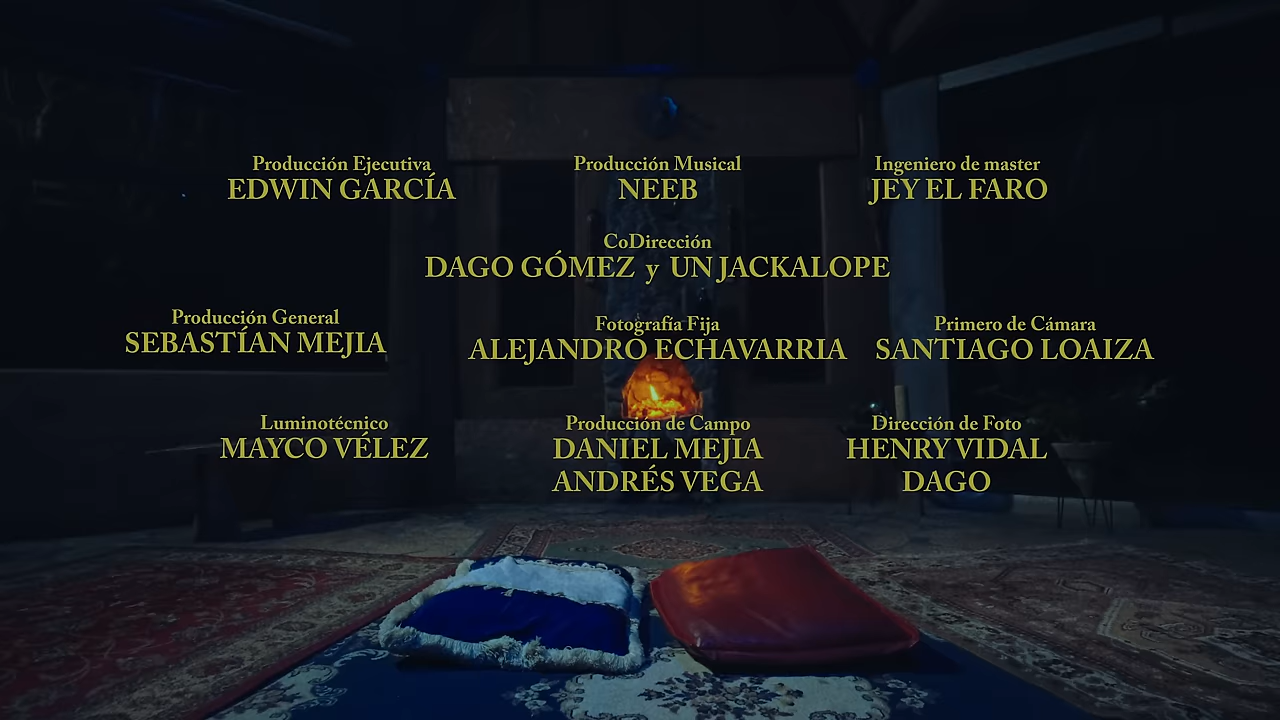 Producción Ejecutiva
EDWIN GARCÍA
Producción Musical
NEEB
Ingeniero de master
JEY EL FARO
CoDirección
DAGO GÓMEZ y UN JACKALOPE
Producción General
SEBASTÍAN MEJIA
Fotografía Fija
ALEJANDRO ECHAVARRIA
Primero de Cámara
SANTIAGO LOAIZA
Luminotécnico
MAYCO VÉLEZ
Producción de Campo
DANIEL MEJIA
ANDRÉS VEGA
Dirección de Foto
HENRY VIDAL
DAGO